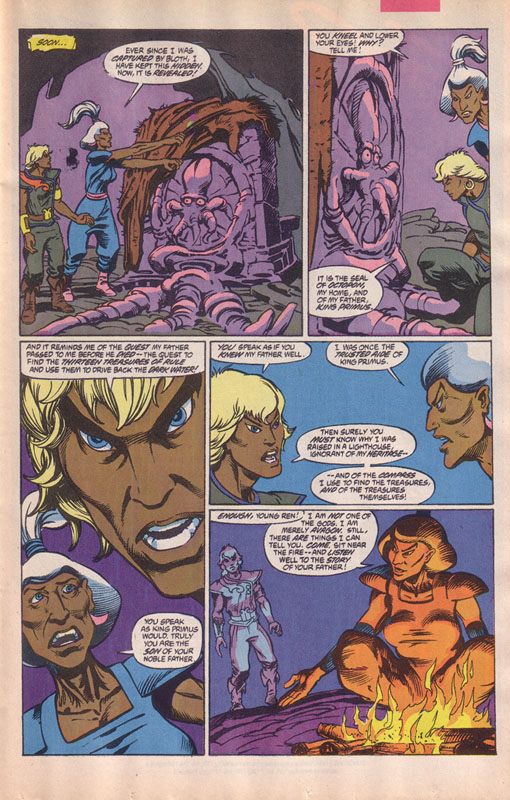 SOON...
EVER SINCE I WAS
CAPTURED BY BLOTH, I
HAVE KEPT THIS HIDDEN.
NOW, IT IS REVEALED!
YOU KNEEL AND LOWER
YOUR EYES! WHY?
TELL ME!
IT IS THE SEAL
OF OCTOPON,
MY HOME, AND
OF MY FATHER,
KING PRIMUS.
AND IT REMINDS ME OF THE QUEST MY FATHER
PASSED TO ME BEFORE HE DIED-- THE QUEST TO
FIND THE THIRTEEN TREASURES OF RULE
AND USE THEM TO DRIVE BACK THE DARK WATER!
YOU SPEAK
AS KING PRIMUS
WOULD. TRULY
YOU ARE THE
SON OF YOUR
NOBLE FATHER.
YOU SPEAK AS IF YOU
KNEW MY FATHER WELL.
I WAS ONCE THE
TRUSTED AIDE OF
KING PRIMUS.
THEN SURELY YOU
MUST KNOW WHY I WAS
RAISED IN A LIGHTHOUSE,
IGNORANT OF MY HERITAGE--
--AND OF THE COMPASS
I USE TO FIND THE TREASURES,
AND OF THE TREASURES
THEMSELVES!
ENOUGH, YOUNG REN! I AM NOT ONE OF
THE GODS. I AM
MERELY AVAGON. STILL,
THERE ARE THINGS I CAN
TELL YOU. COME. SIT NEAR
THE FIRE--AND LISTEN
WELL TO THE STORY
OF YOUR FATHER!